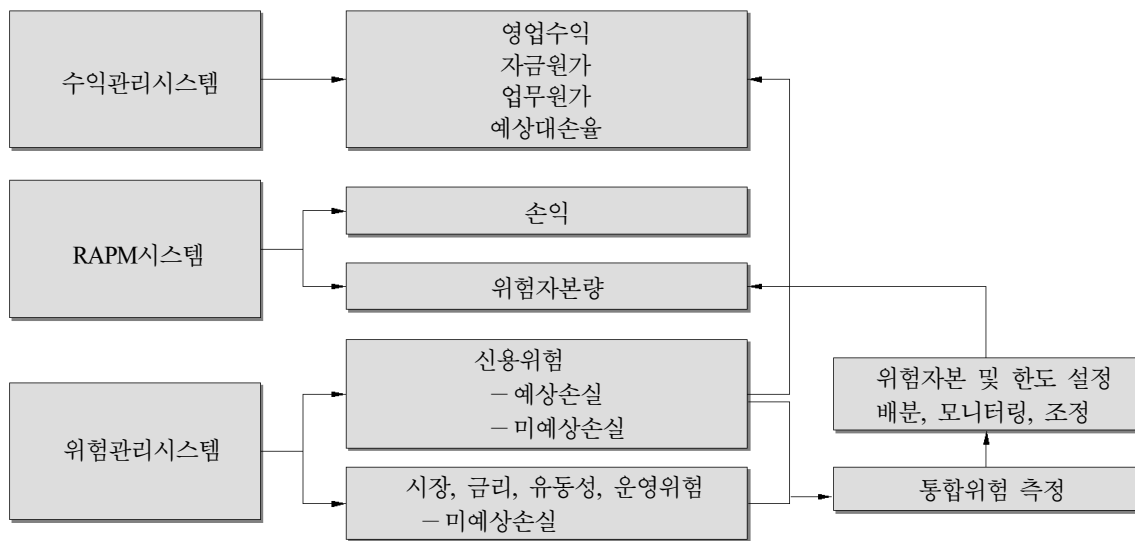 수익관리시스템
영업수익
자금원가
업무원가
예상대손율
RAPM시스템
손익
위험자본량
위험관리시스템
신용위험
– 예상손실
– 미예상손실
시장, 금리, 유동성, 운영위험
– 미예상손실
위험자본 및 한도 설정
배분, 모니터링, 조정
통합위험 측정